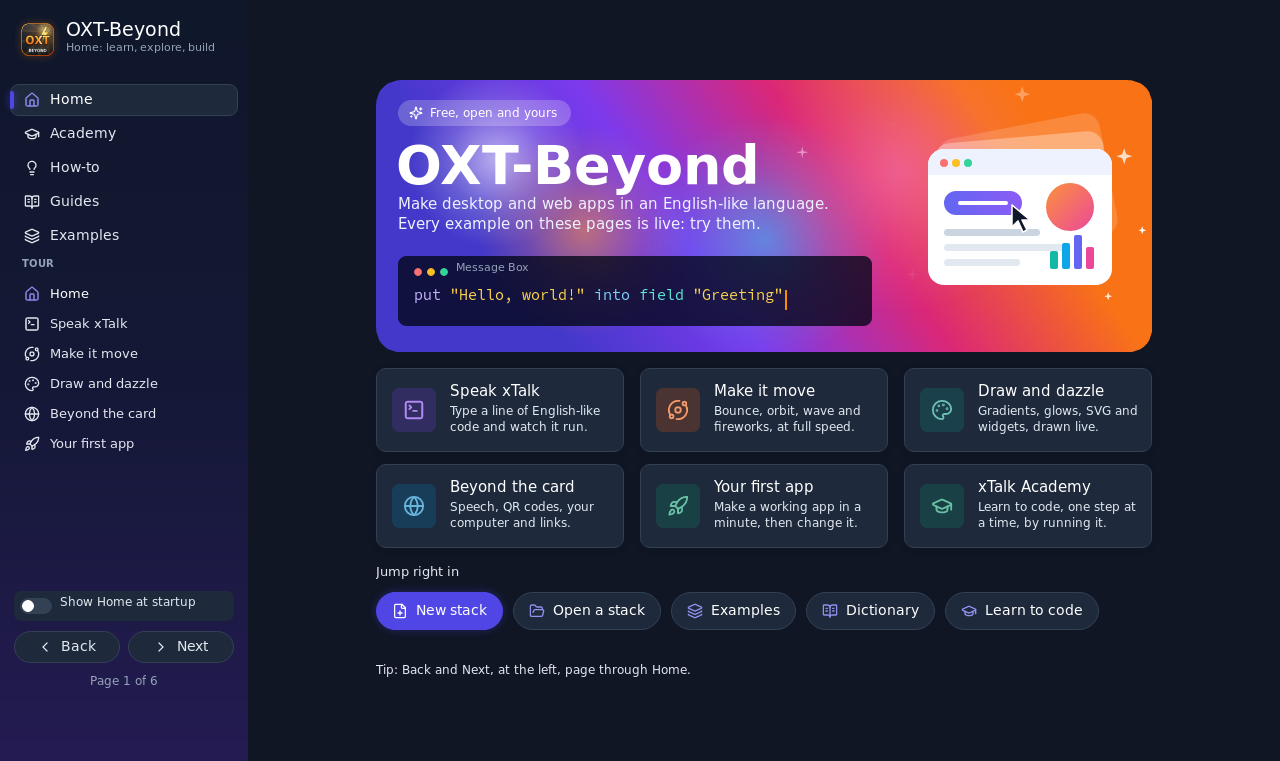 OXT
BEYOND
OXT-Beyond
Home: learn, explore, build
Home
Academy
How-to
Guides
Examples
TOUR
Home
Speak xTalk
Make it move
Draw and dazzle
Beyond the card
Your first app
Show Home at startup
Back
Next
Page 1 of 6
Free, open and yours
OXT-Beyond
Make desktop and web apps in an English-like language.
Every example on these pages is live: try them.
Message Box
put "Hello, world!" into field "Greeting"
Speak xTalk
Type a line of English-like
code and watch it run.
Make it move
Bounce, orbit, wave and
fireworks, at full speed.
Draw and dazzle
Gradients, glows, SVG and
widgets, drawn live.
Beyond the card
Speech, QR codes, your
computer and links.
Your first app
Make a working app in a
minute, then change it.
xTalk Academy
Learn to code, one step at
a time, by running it.
Jump right in
New stack
Open a stack
Examples
Dictionary
Learn to code
Tip: Back and Next, at the left, page through Home.